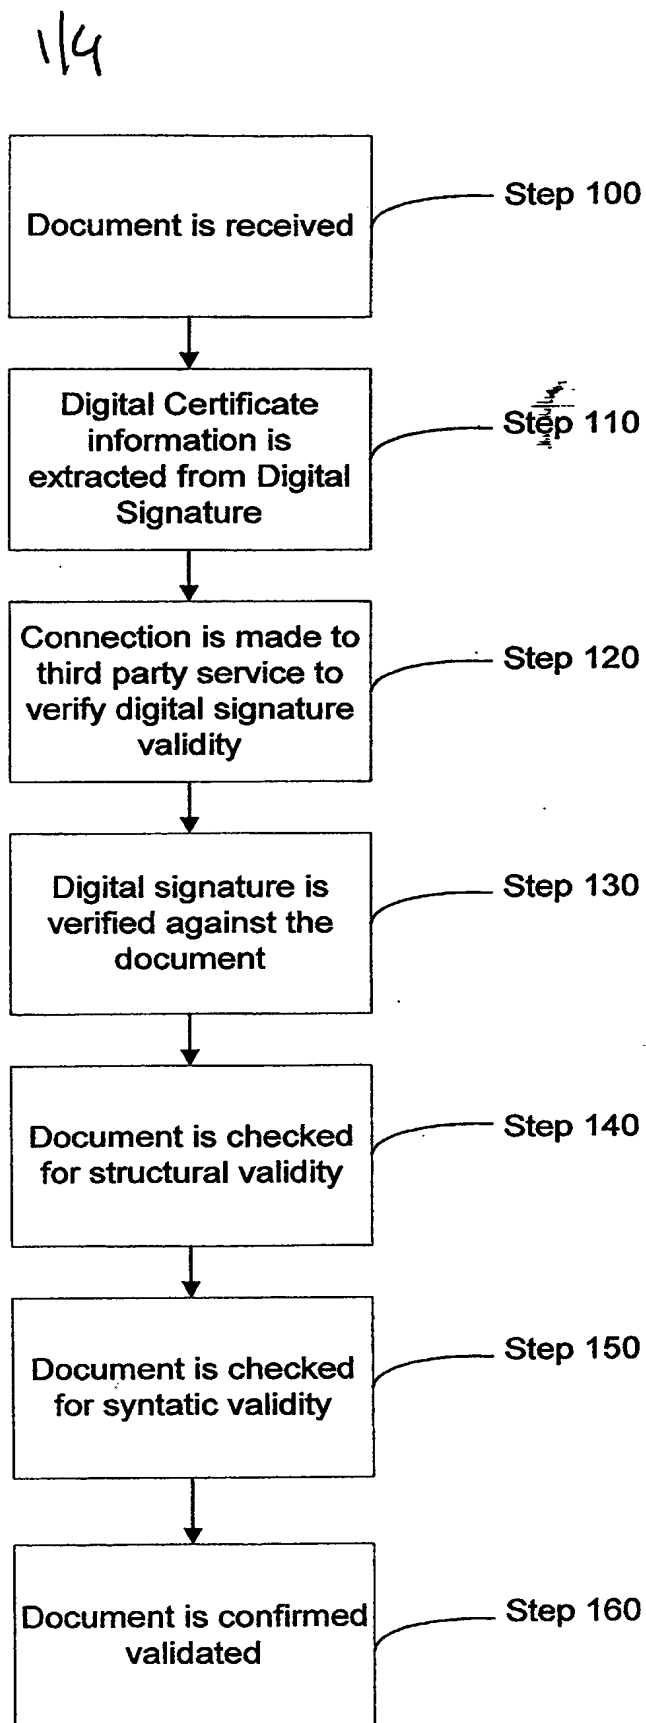 1/4
Document is received
Step 100
Digital Certificate
information is
extracted from Digital
Signature
Step 110
Connection is made to
third party service to
verify digital signature
validity
Step 120
Digital signature is
verified against the
document
Step 130
Document is checked
for structural validity
Step 140
Document is checked
for syntatic validity
Step 150
Document is confirmed
validated
Step 160